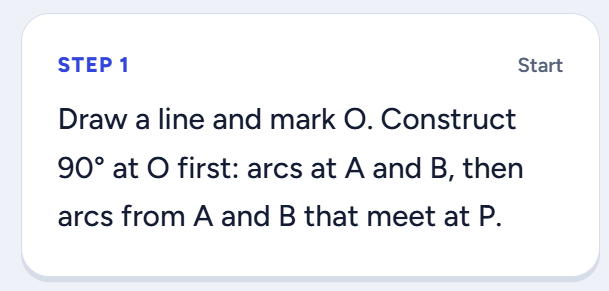 STEP 1 Start
Draw a line and mark O. Construct
90° at O first: arcs at A and B, then
arcs from A and B that meet at P.